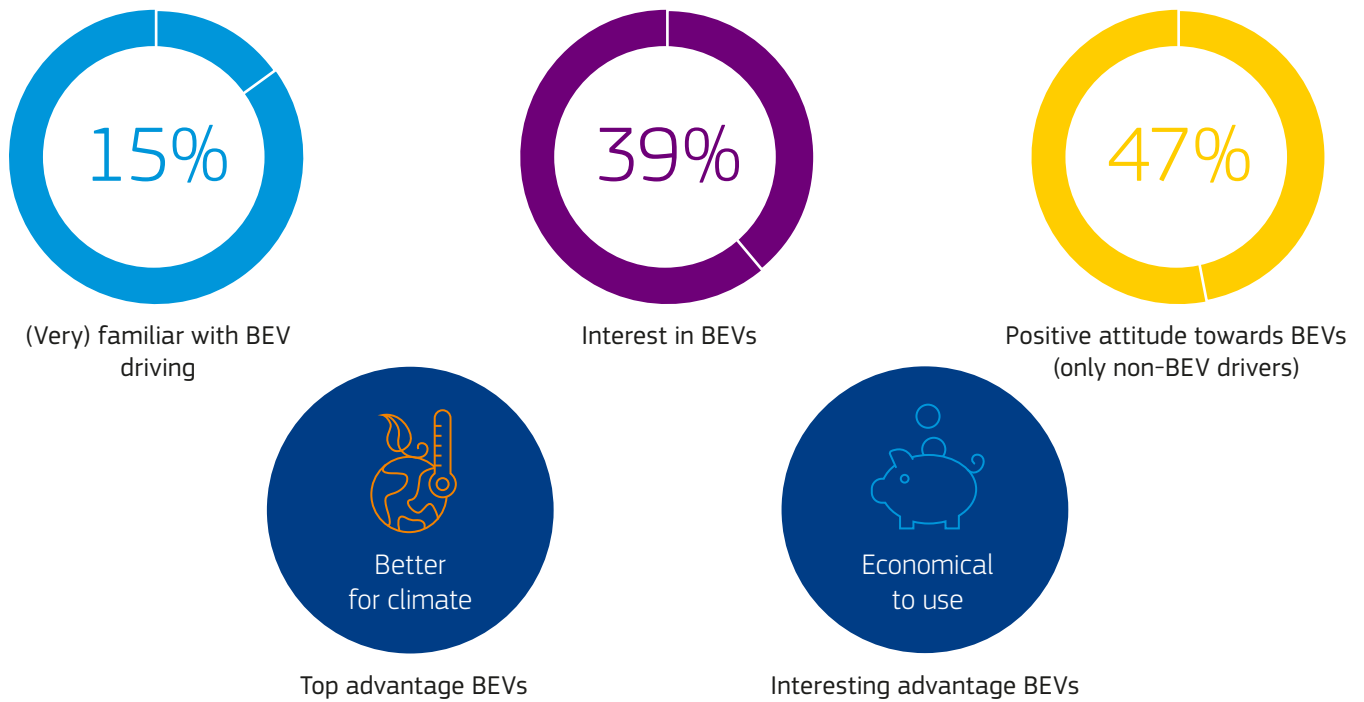 15%
39%
47%
(Very) familiar with BEV
driving
Interest in BEVs
Positive attitude towards BEVs
(only non-BEV drivers)
Better
for climate
Economical
to use
Top advantage BEVs
Interesting advantage BEVs